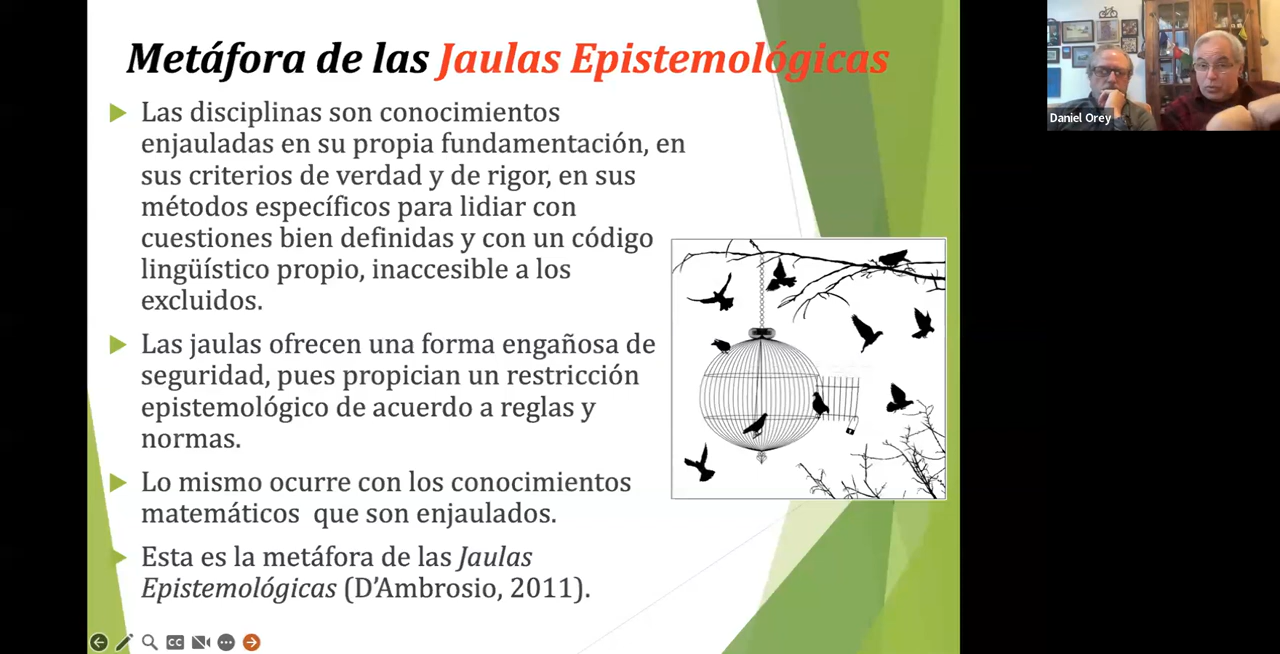 Metáfora de las Jaulas Epistemológicas
Las disciplinas son conocimientos
enjauladas en su propia fundamentación, en
sus criterios de verdad y de rigor, en sus
métodos específicos para lidiar con
cuestiones bien definidas y con un código
lingüístico propio, inaccesible a los
excluidos.
Las jaulas ofrecen una forma engañosa de
seguridad, pues propician un restricción
epistemológico de acuerdo a reglas y
normas.
Lo mismo ocurre con los conocimientos
matemáticos que son enjaulados.
Esta es la metáfora de las Jaulas
Epistemológicas (D’Ambrosio, 2011).
Daniel Orey
CC